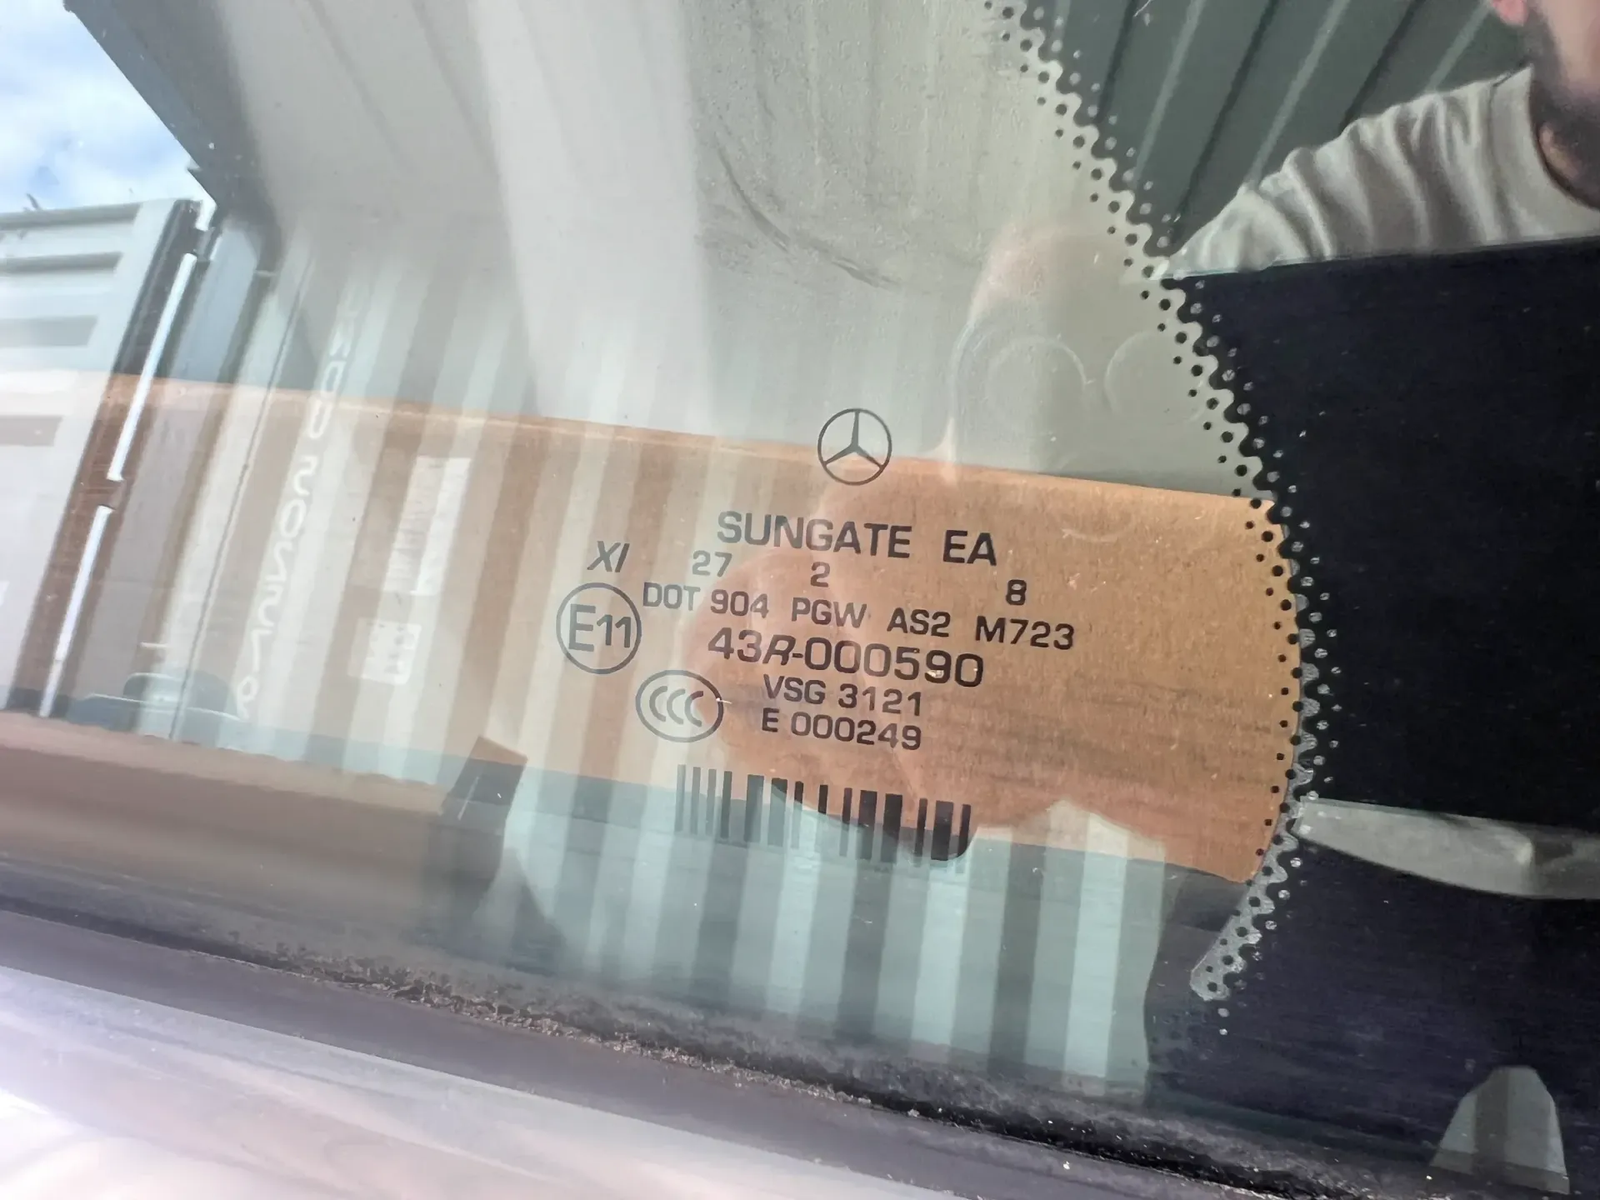 SUNGATE EA
XI 27 2 8
E11 DOT 904 PGW AS2 M723
43R-000590
CCC VSG 3121
E 000249